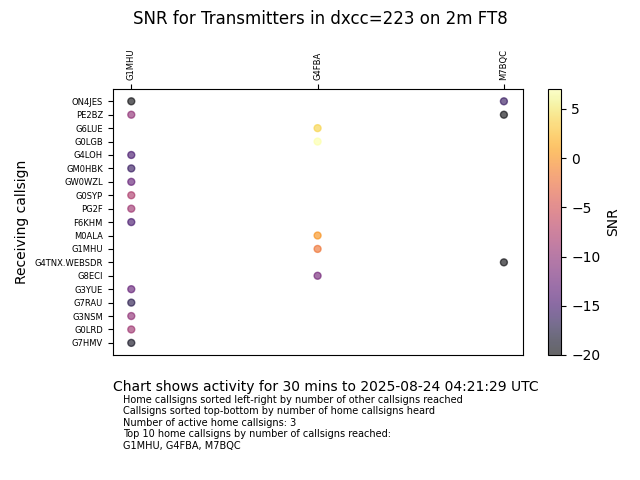 SNR for Transmitters in dxcc=223 on 2m FT8
G1MHU
G4FBA
M7BQC
Receiving callsign
ON4JES
PE2BZ
G6LUE
G0LGB
G4LOH
GM0HBK
GW0WZL
G0SYP
PG2F
F6KHM
M0ALA
G1MHU
G4TNX.WEBSDR
G8ECI
G3YUE
G7RAU
G3NSM
G0LRD
G7HMV
5
0
−5
−10
−15
−20
SNR
Chart shows activity for 30 mins to 2025-08-24 04:21:29 UTC
Home callsigns sorted left-right by number of other callsigns reached
Callsigns sorted top-bottom by number of home callsigns heard
Number of active home callsigns: 3
Top 10 home callsigns by number of callsigns reached:
G1MHU, G4FBA, M7BQC